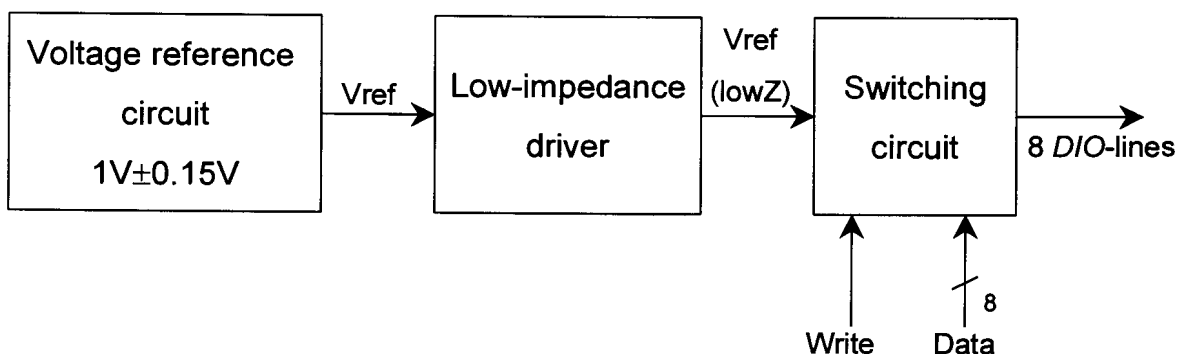 Voltage reference
circuit
1V±0.15V
Vref
Low-impedance
driver
Vref
(lowZ)
Switching
circuit
8 DIO-lines
8
Write
Data